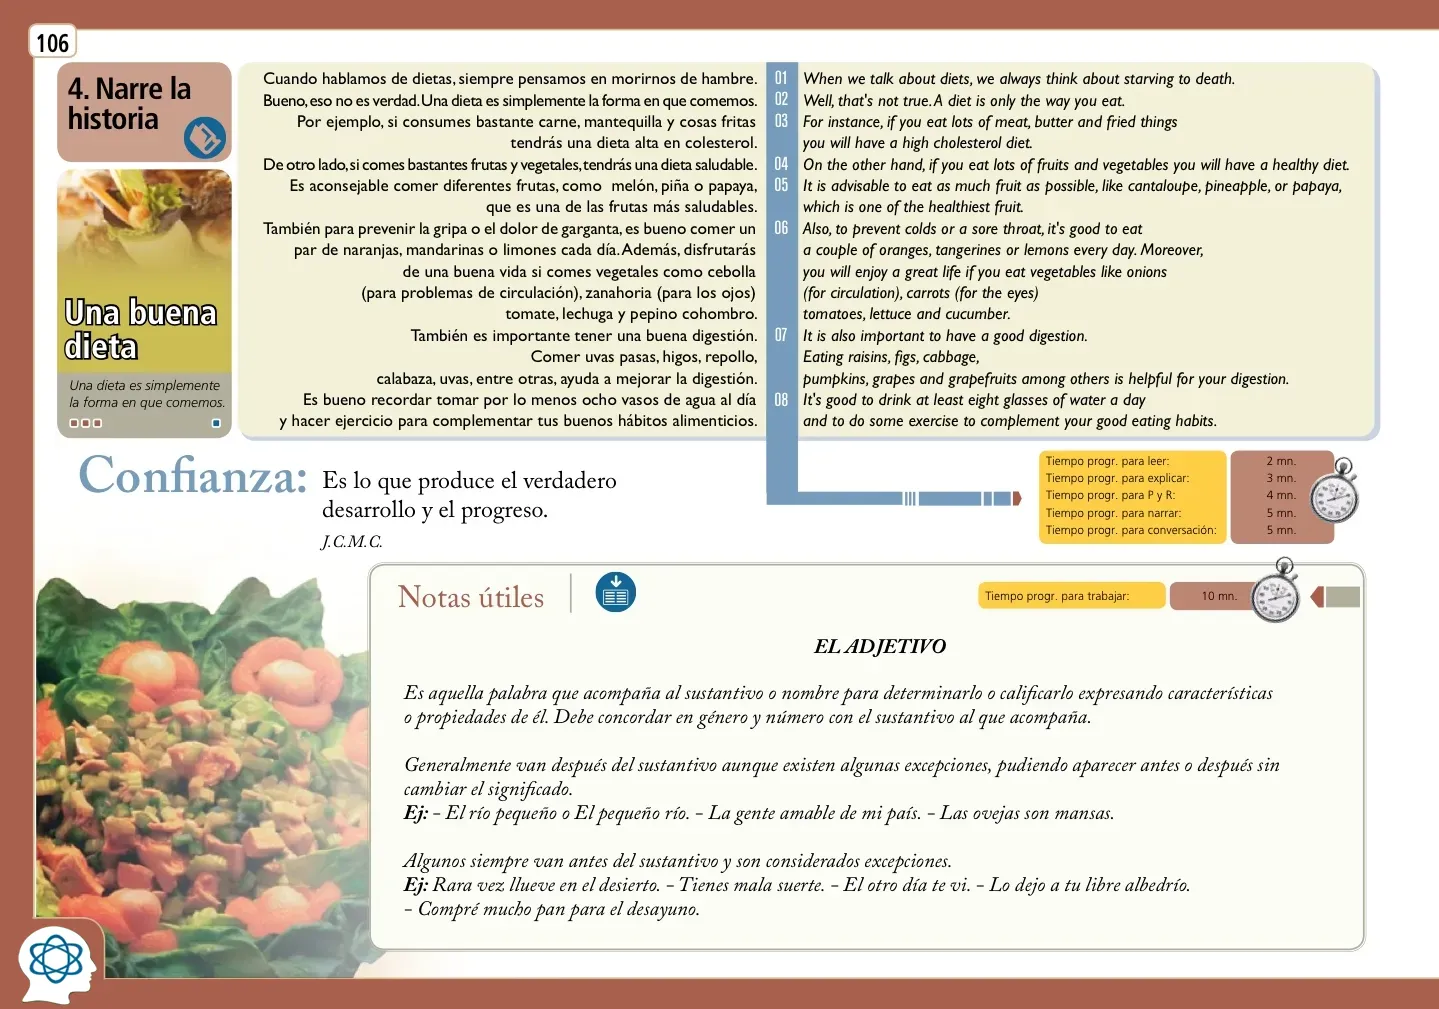 106
4. Narre la
historia
Una buena
dieta
Una dieta es simplemente
la forma en que comemos.
Cuando hablamos de dietas, siempre pensamos en morirnos de hambre.
Bueno, eso no es verdad. Una dieta es simplemente la forma en que comemos.
Por ejemplo, si consumes bastante carne, mantequilla y cosas fritas
tendrás una dieta alta en colesterol.
De otro lado, si comes bastantes frutas y vegetales, tendrás una dieta saludable.
Es aconsejable comer diferentes frutas, como melón, piña o papaya,
que es una de las frutas más saludables.
También para prevenir la gripa o el dolor de garganta, es bueno comer un
par de naranjas, mandarinas o limones cada día. Además, disfrutarás
de una buena vida si comes vegetales como cebolla
(para problemas de circulación), zanahoria (para los ojos)
tomate, lechuga y pepino cohombro.
También es importante tener una buena digestión.
Comer uvas pasas, higos, repollo,
calabaza, uvas, entre otras, ayuda a mejorar la digestión.
Es bueno recordar tomar por lo menos ocho vasos de agua al día
y hacer ejercicio para complementar tus buenos hábitos alimenticios.
01 When we talk about diets, we always think about starving to death.
02 Well, that's not true. A diet is only the way you eat.
03 For instance, if you eat lots of meat, butter and fried things
you will have a high cholesterol diet.
04 On the other hand, if you eat lots of fruits and vegetables you will have a healthy diet.
05 It is advisable to eat as much fruit as possible, like cantaloupe, pineapple, or papaya,
which is one of the healthiest fruit.
06 Also, to prevent colds or a sore throat, it's good to eat
a couple of oranges, tangerines or lemons every day. Moreover,
you will enjoy a great life if you eat vegetables like onions
(for circulation), carrots (for the eyes)
tomatoes, lettuce and cucumber.
07 It is also important to have a good digestion.
Eating raisins, figs, cabbage,
pumpkins, grapes and grapefruits among others is helpful for your digestion.
08 It's good to drink at least eight glasses of water a day
and to do some exercise to complement your good eating habits.
Confianza: Es lo que produce el verdadero
desarrollo y el progreso.
J.C.M.C.
Tiempo progr. para leer: 2 mn.
Tiempo progr. para explicar: 3 mn.
Tiempo progr. para P y R: 4 mn.
Tiempo progr. para narrar: 5 mn.
Tiempo progr. para conversación: 5 mn.
Notas útiles
Tiempo progr. para trabajar: 10 mn.
EL ADJETIVO
Es aquella palabra que acompaña al sustantivo o nombre para determinarlo o calificarlo expresando características
o propiedades de él. Debe concordar en género y número con el sustantivo al que acompaña.
Generalmente van después del sustantivo aunque existen algunas excepciones, pudiendo aparecer antes o después sin
cambiar el significado.
Ej: - El río pequeño o El pequeño río. - La gente amable de mi país. - Las ovejas son mansas.
Algunos siempre van antes del sustantivo y son considerados excepciones.
Ej: Rara vez llueve en el desierto. - Tienes mala suerte. - El otro día te vi. - Lo dejo a tu libre albedrío.
- Compré mucho pan para el desayuno.